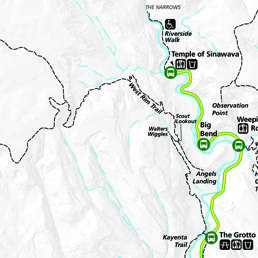 THE NARROWS
Riverside
Walk
Temple of Sinawava
West Rim Trail
Observation
Point
Scout
Lookout
Big
Bend
Walters
Wiggles
Weepi
Ro
Angels
Landing
The Grotto
Kayenta
Trail